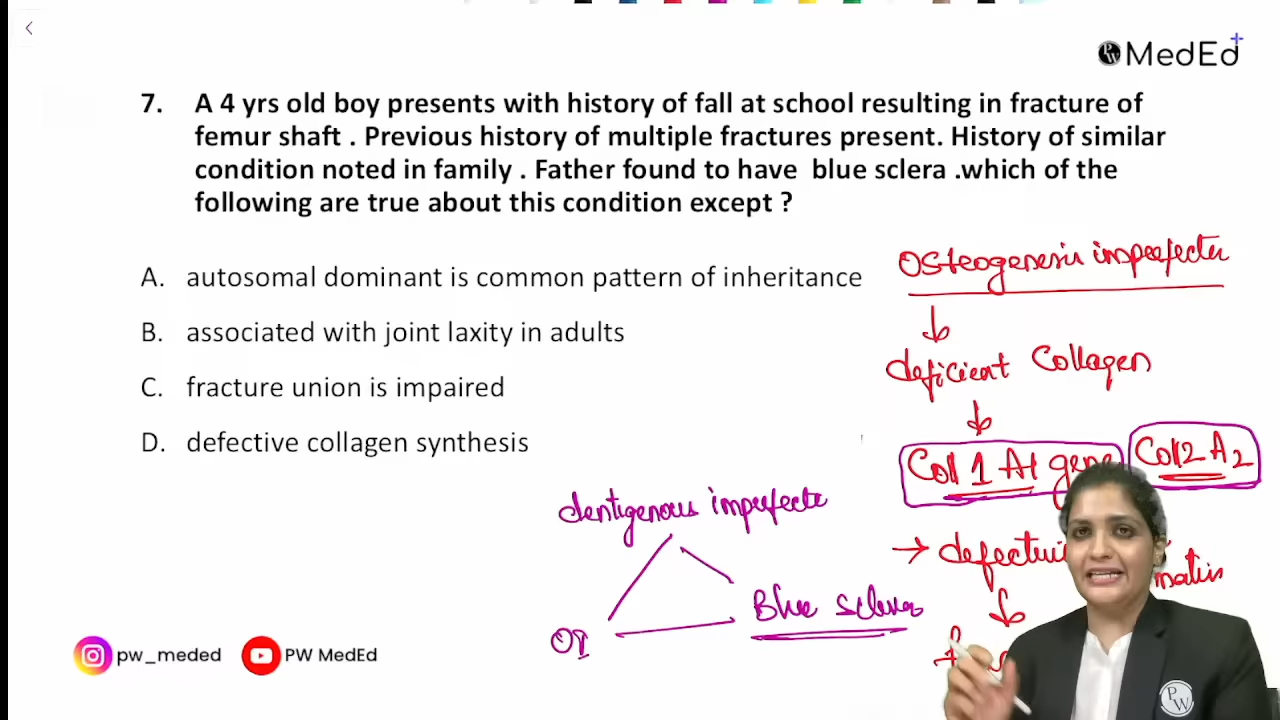 MedEd
7. A 4 yrs old boy presents with history of fall at school resulting in fracture of
femur shaft . Previous history of multiple fractures present. History of similar
condition noted in family . Father found to have blue sclera .which of the
following are true about this condition except ?
A. autosomal dominant is common pattern of inheritance
B. associated with joint laxity in adults
C. fracture union is impaired
D. defective collagen synthesis
Osteogenesis imperfecta
deficient Collagen
Col 1 A1 gene
Col2 A2
→ defective
matrix
dentigenous imperfecta
OI
Blue sclera
pw_meded
PW MedEd
PW